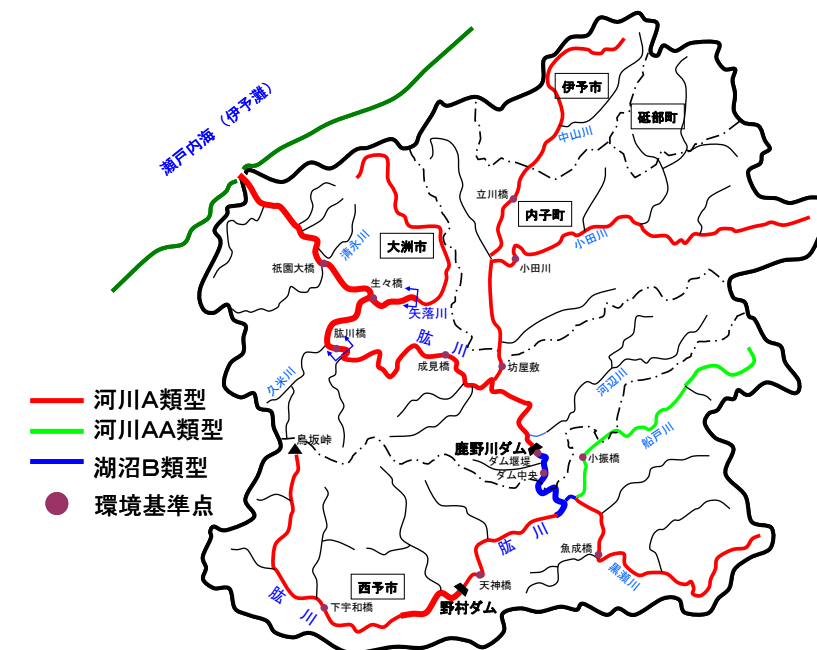 伊予市
砥部町
瀬戸内海（伊予灘）
中山川
立川橋
内子町
大洲市
清永川
小田川
祇園大橋
小田川
生々橋
矢落川
肱川橋
肱川
成見橋
坊屋敷
久米川
河辺川
河川A類型
河川AA類型
湖沼B類型
環境基準点
鳥坂峠
船戸川
鹿野川ダム
ダム堰堤
ダム中央
小振橋
肱川
魚成橋
黒瀬川
天神橋
西予市
肱川
下宇和橋
野村ダム